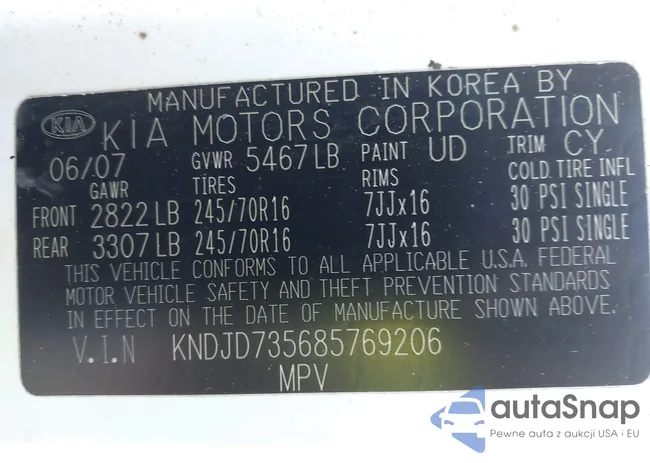 MANUFACTURED IN KOREA BY
KIA KIA MOTORS CORPORATION
06/07 GVWR 5467 LB PAINT UD TRIM CY
GAWR TIRES RIMS COLD.TIRE INFL
FRONT 2822 LB 245/70R16 7JJx16 30 PSI SINGLE
REAR 3307 LB 245/70R16 7JJx16 30 PSI SINGLE
THIS VEHICLE CONFORMS TO ALL APPLICABLE U.S.A. FEDERAL
MOTOR VEHICLE SAFETY AND THEFT PREVENTION STANDARDS
IN EFFECT ON THE DATE OF MANUFACTURE SHOWN ABOVE.
V.I.N KNDJD735685769206
MPV
autaSnap
Pewne auta z aukcji USA i EU